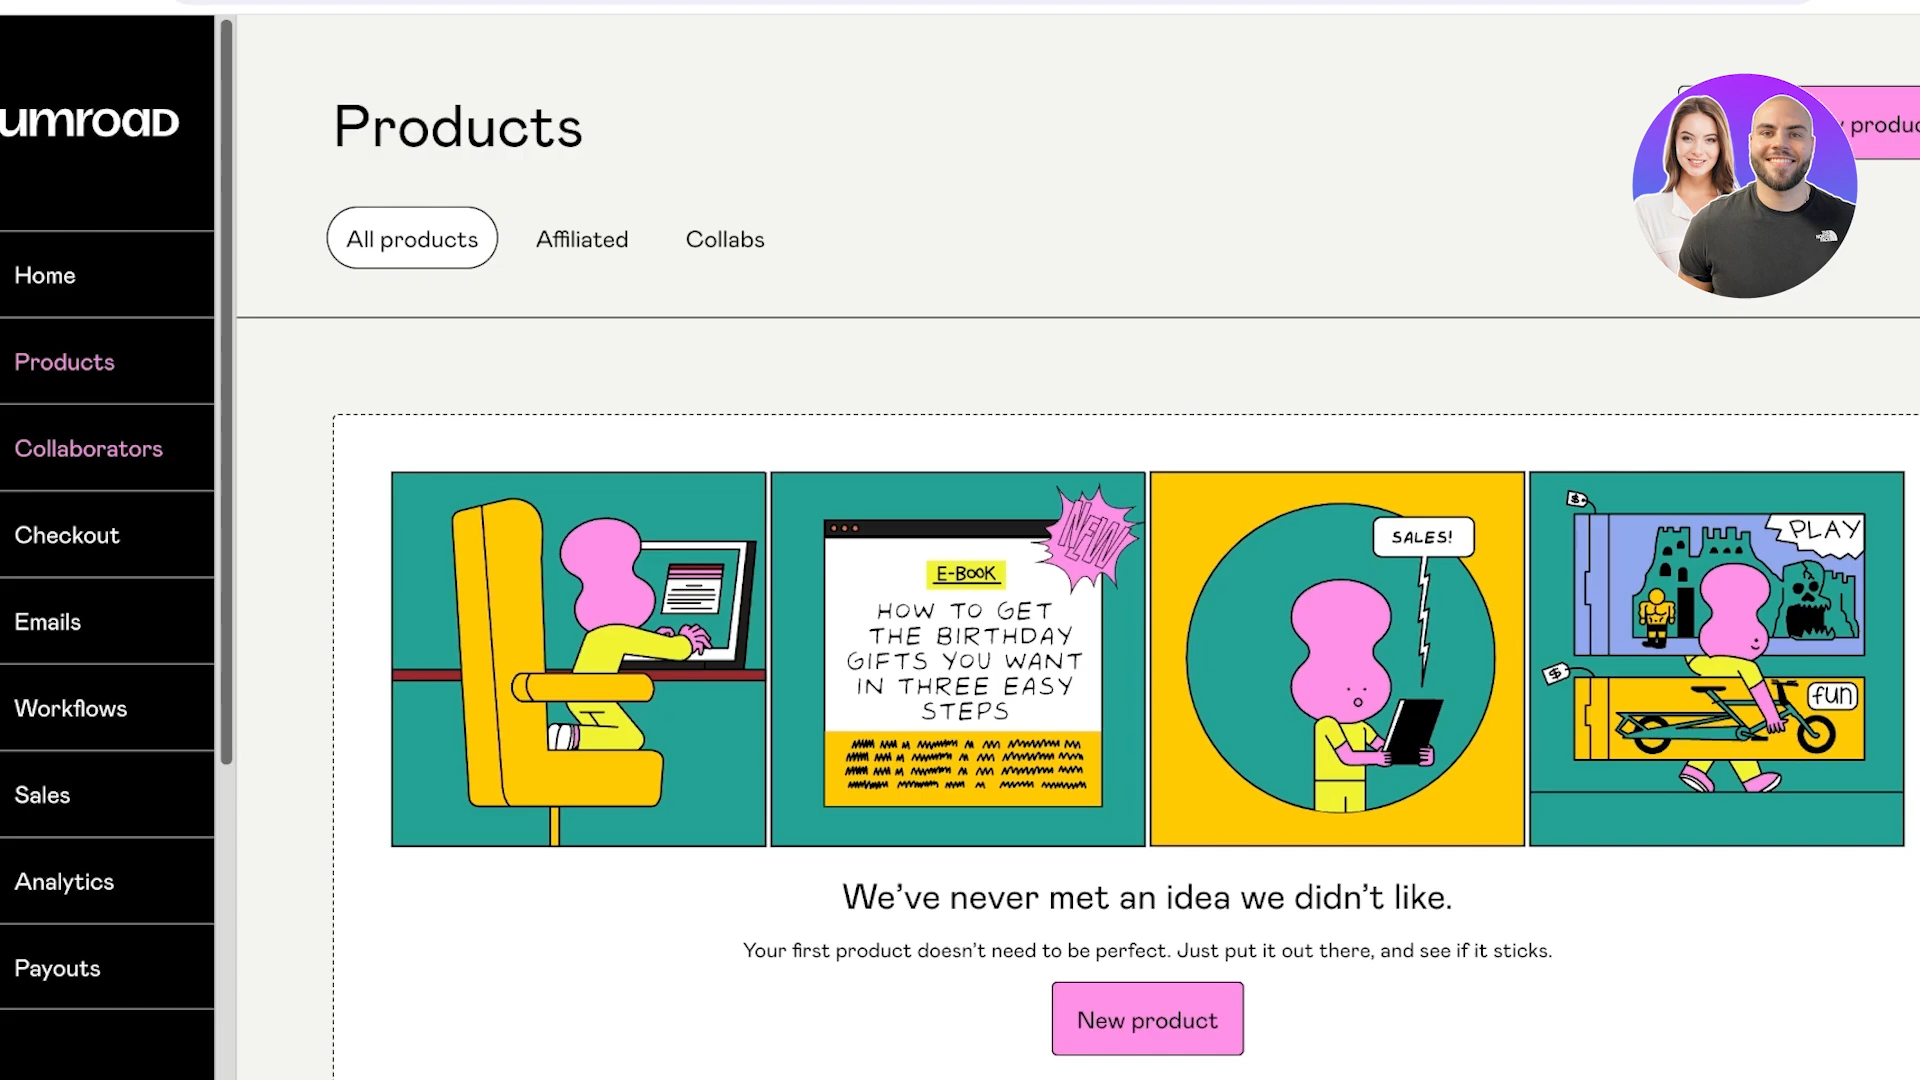 umroad
Home
Products
Collaborators
Checkout
Emails
Workflows
Sales
Analytics
Payouts
Products
produc
All products
Affiliated
Collabs
NEW
E-BOOK
HOW TO GET
THE BIRTHDAY
GIFTS YOU WANT
IN THREE EASY
STEPS
SALES!
$
PLAY
$
fun
We've never met an idea we didn't like.
Your first product doesn't need to be perfect. Just put it out there, and see if it sticks.
New product